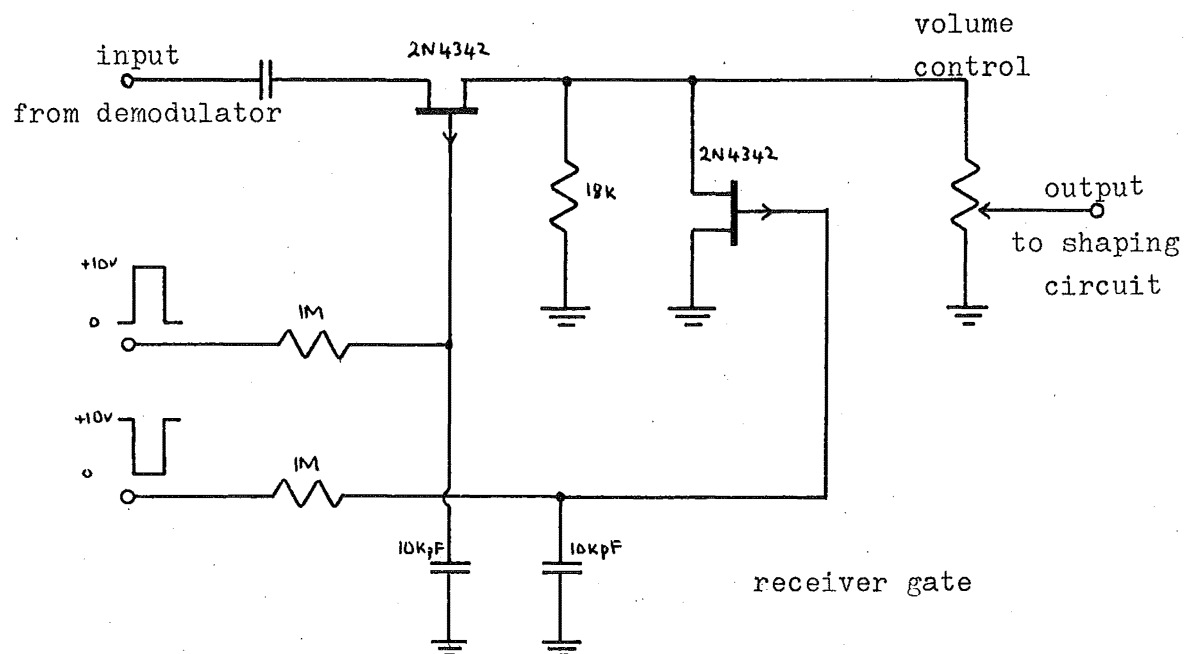 volume
control
input
2N4342
from demodulator
2N4342
18K
output
to shaping
circuit
+10v
0
1M
+10v
0
1M
10KpF
10KpF
receiver gate